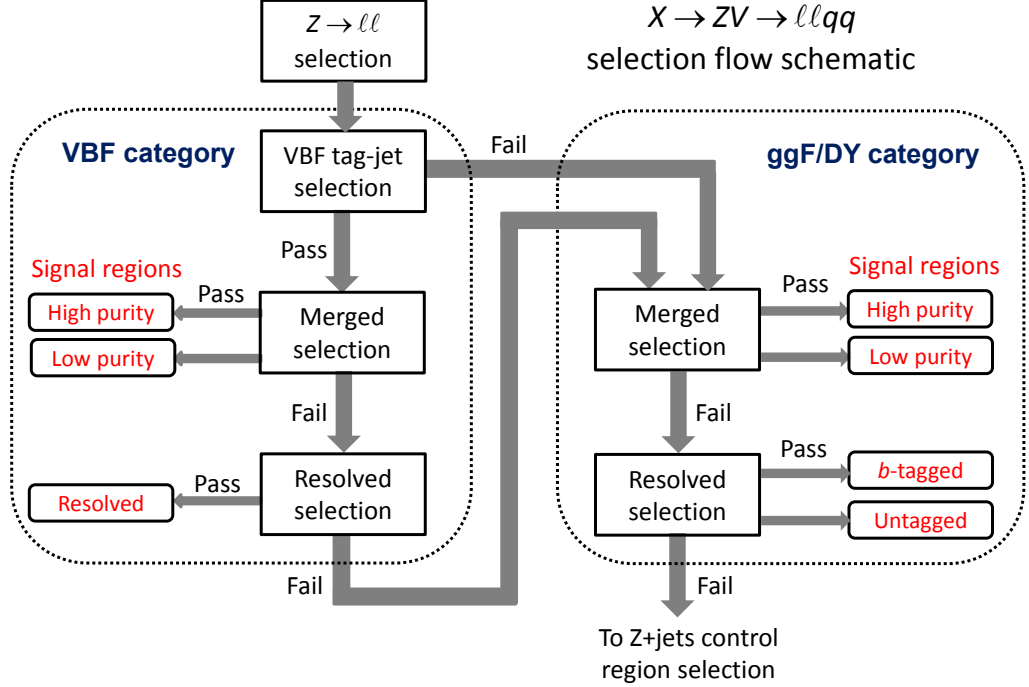 Z → ℓℓ
selection
X → ZV → ℓℓqq
selection flow schematic
VBF category
VBF tag-jet
selection
Fail
ggF/DY category
Pass
Signal regions
Pass
High purity
Low purity
Merged
selection
Fail
Pass
Resolved
Resolved
selection
Fail
Merged
selection
Pass
Signal regions
High purity
Low purity
Fail
Resolved
selection
Pass
b-tagged
Untagged
Fail
To Z+jets control
region selection